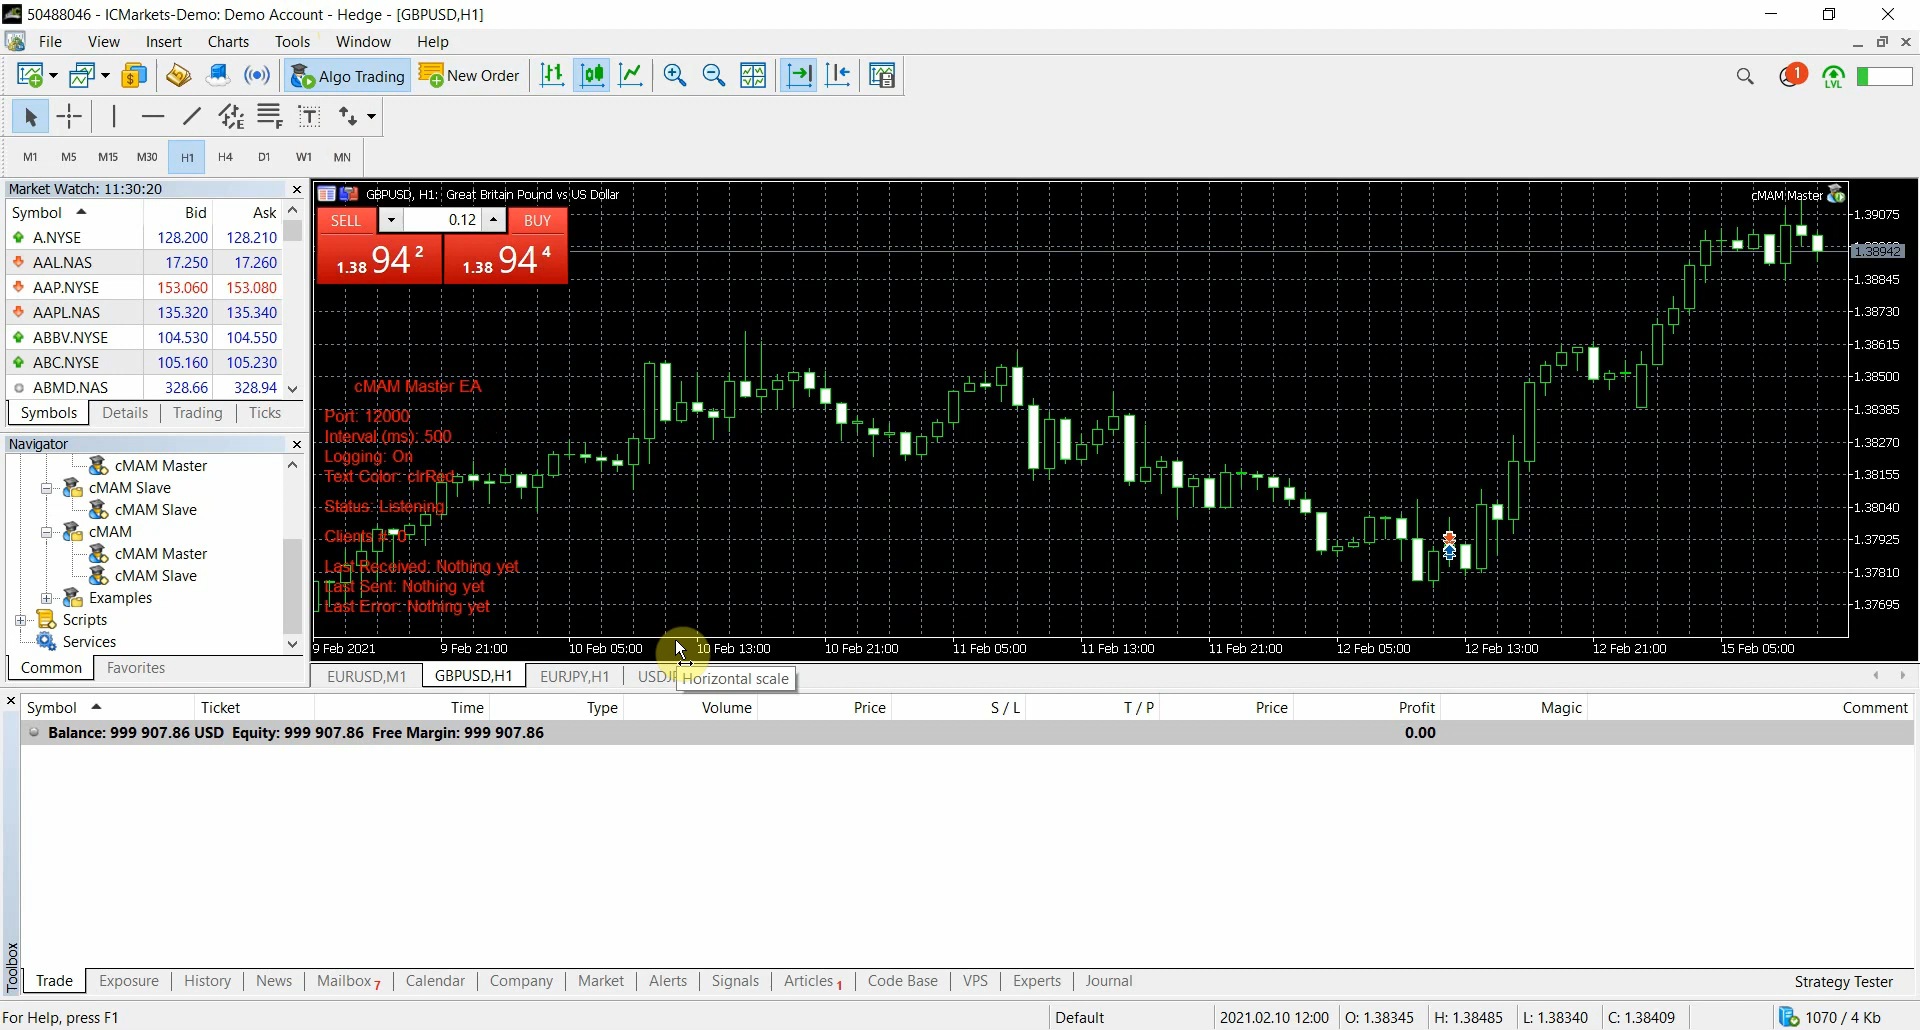 50488046 - ICMarkets-Demo: Demo Account - Hedge - [GBPUSD,H1]
File View Insert Charts Tools Window Help
Algo Trading New Order 1 LVL
M1 M5 M15 M30 H1 H4 D1 W1 MN
Market Watch: 11:30:20
Symbol Bid Ask
A.NYSE 128.200 128.210
AAL.NAS 17.250 17.260
AAP.NYSE 153.060 153.080
AAPL.NAS 135.320 135.340
ABBV.NYSE 104.530 104.550
ABC.NYSE 105.160 105.230
ABMD.NAS 328.66 328.94
Symbols Details Trading Ticks
Navigator
cMAM Master
cMAM Slave
cMAM Slave
cMAM
cMAM Master
cMAM Slave
Examples
Scripts
Services
Common Favorites
GBPUSD, H1: Great Britain Pound vs US Dollar
cMAM Master
SELL 0.12 BUY
1.38 94 2 1.38 94 4
cMAM Master EA
Port: 12000
Interval (ms): 500
Logging: On
Text Color: clrRed
Status: Listening
Clients #: 0
Last Received: Nothing yet
Last Sent: Nothing yet
Last Error: Nothing yet
1.39075
1.38942
1.38845
1.38730
1.38615
1.38500
1.38385
1.38270
1.38155
1.38040
1.37925
1.37810
1.37695
9 Feb 2021 9 Feb 21:00 10 Feb 05:00 10 Feb 13:00 10 Feb 21:00 11 Feb 05:00 11 Feb 13:00 11 Feb 21:00 12 Feb 05:00 12 Feb 13:00 12 Feb 21:00 15 Feb 05:00
EURUSD,M1 GBPUSD,H1 EURJPY,H1
Horizontal scale
Symbol Ticket Time Type Volume Price S / L T / P Price Profit Magic Comment
Balance: 999 907.86 USD Equity: 999 907.86 Free Margin: 999 907.86 0.00
Toolbox
Trade Exposure History News Mailbox 7 Calendar Company Market Alerts Signals Articles 1 Code Base VPS Experts Journal Strategy Tester
For Help, press F1 Default 2021.02.10 12:00 O: 1.38345 H: 1.38485 L: 1.38340 C: 1.38409 1070 / 4 Kb